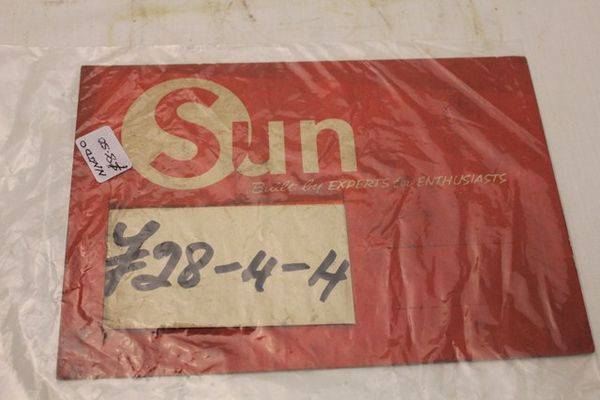 Sun
Built by EXPERTS for ENTHUSIASTS
28-4-4